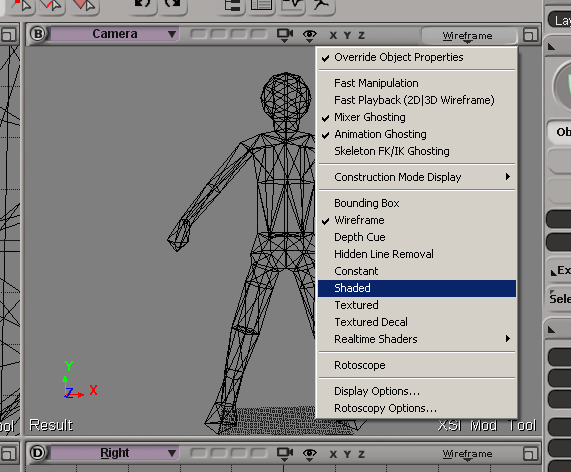 Lay
B Camera X Y Z Wireframe
Override Object Properties
Fast Manipulation
Fast Playback (2D|3D Wireframe)
Mixer Ghosting
Animation Ghosting
Skeleton FK/IK Ghosting
Construction Mode Display
Bounding Box
Wireframe
Depth Cue
Hidden Line Removal
Constant
Shaded
Textured
Textured Decal
Realtime Shaders
Rotoscope
Display Options...
Rotoscopy Options...
Ob
Ex
Sele
Y
Z X
ool
Result
XSI Mod Tool
D Right X Y Z Wireframe